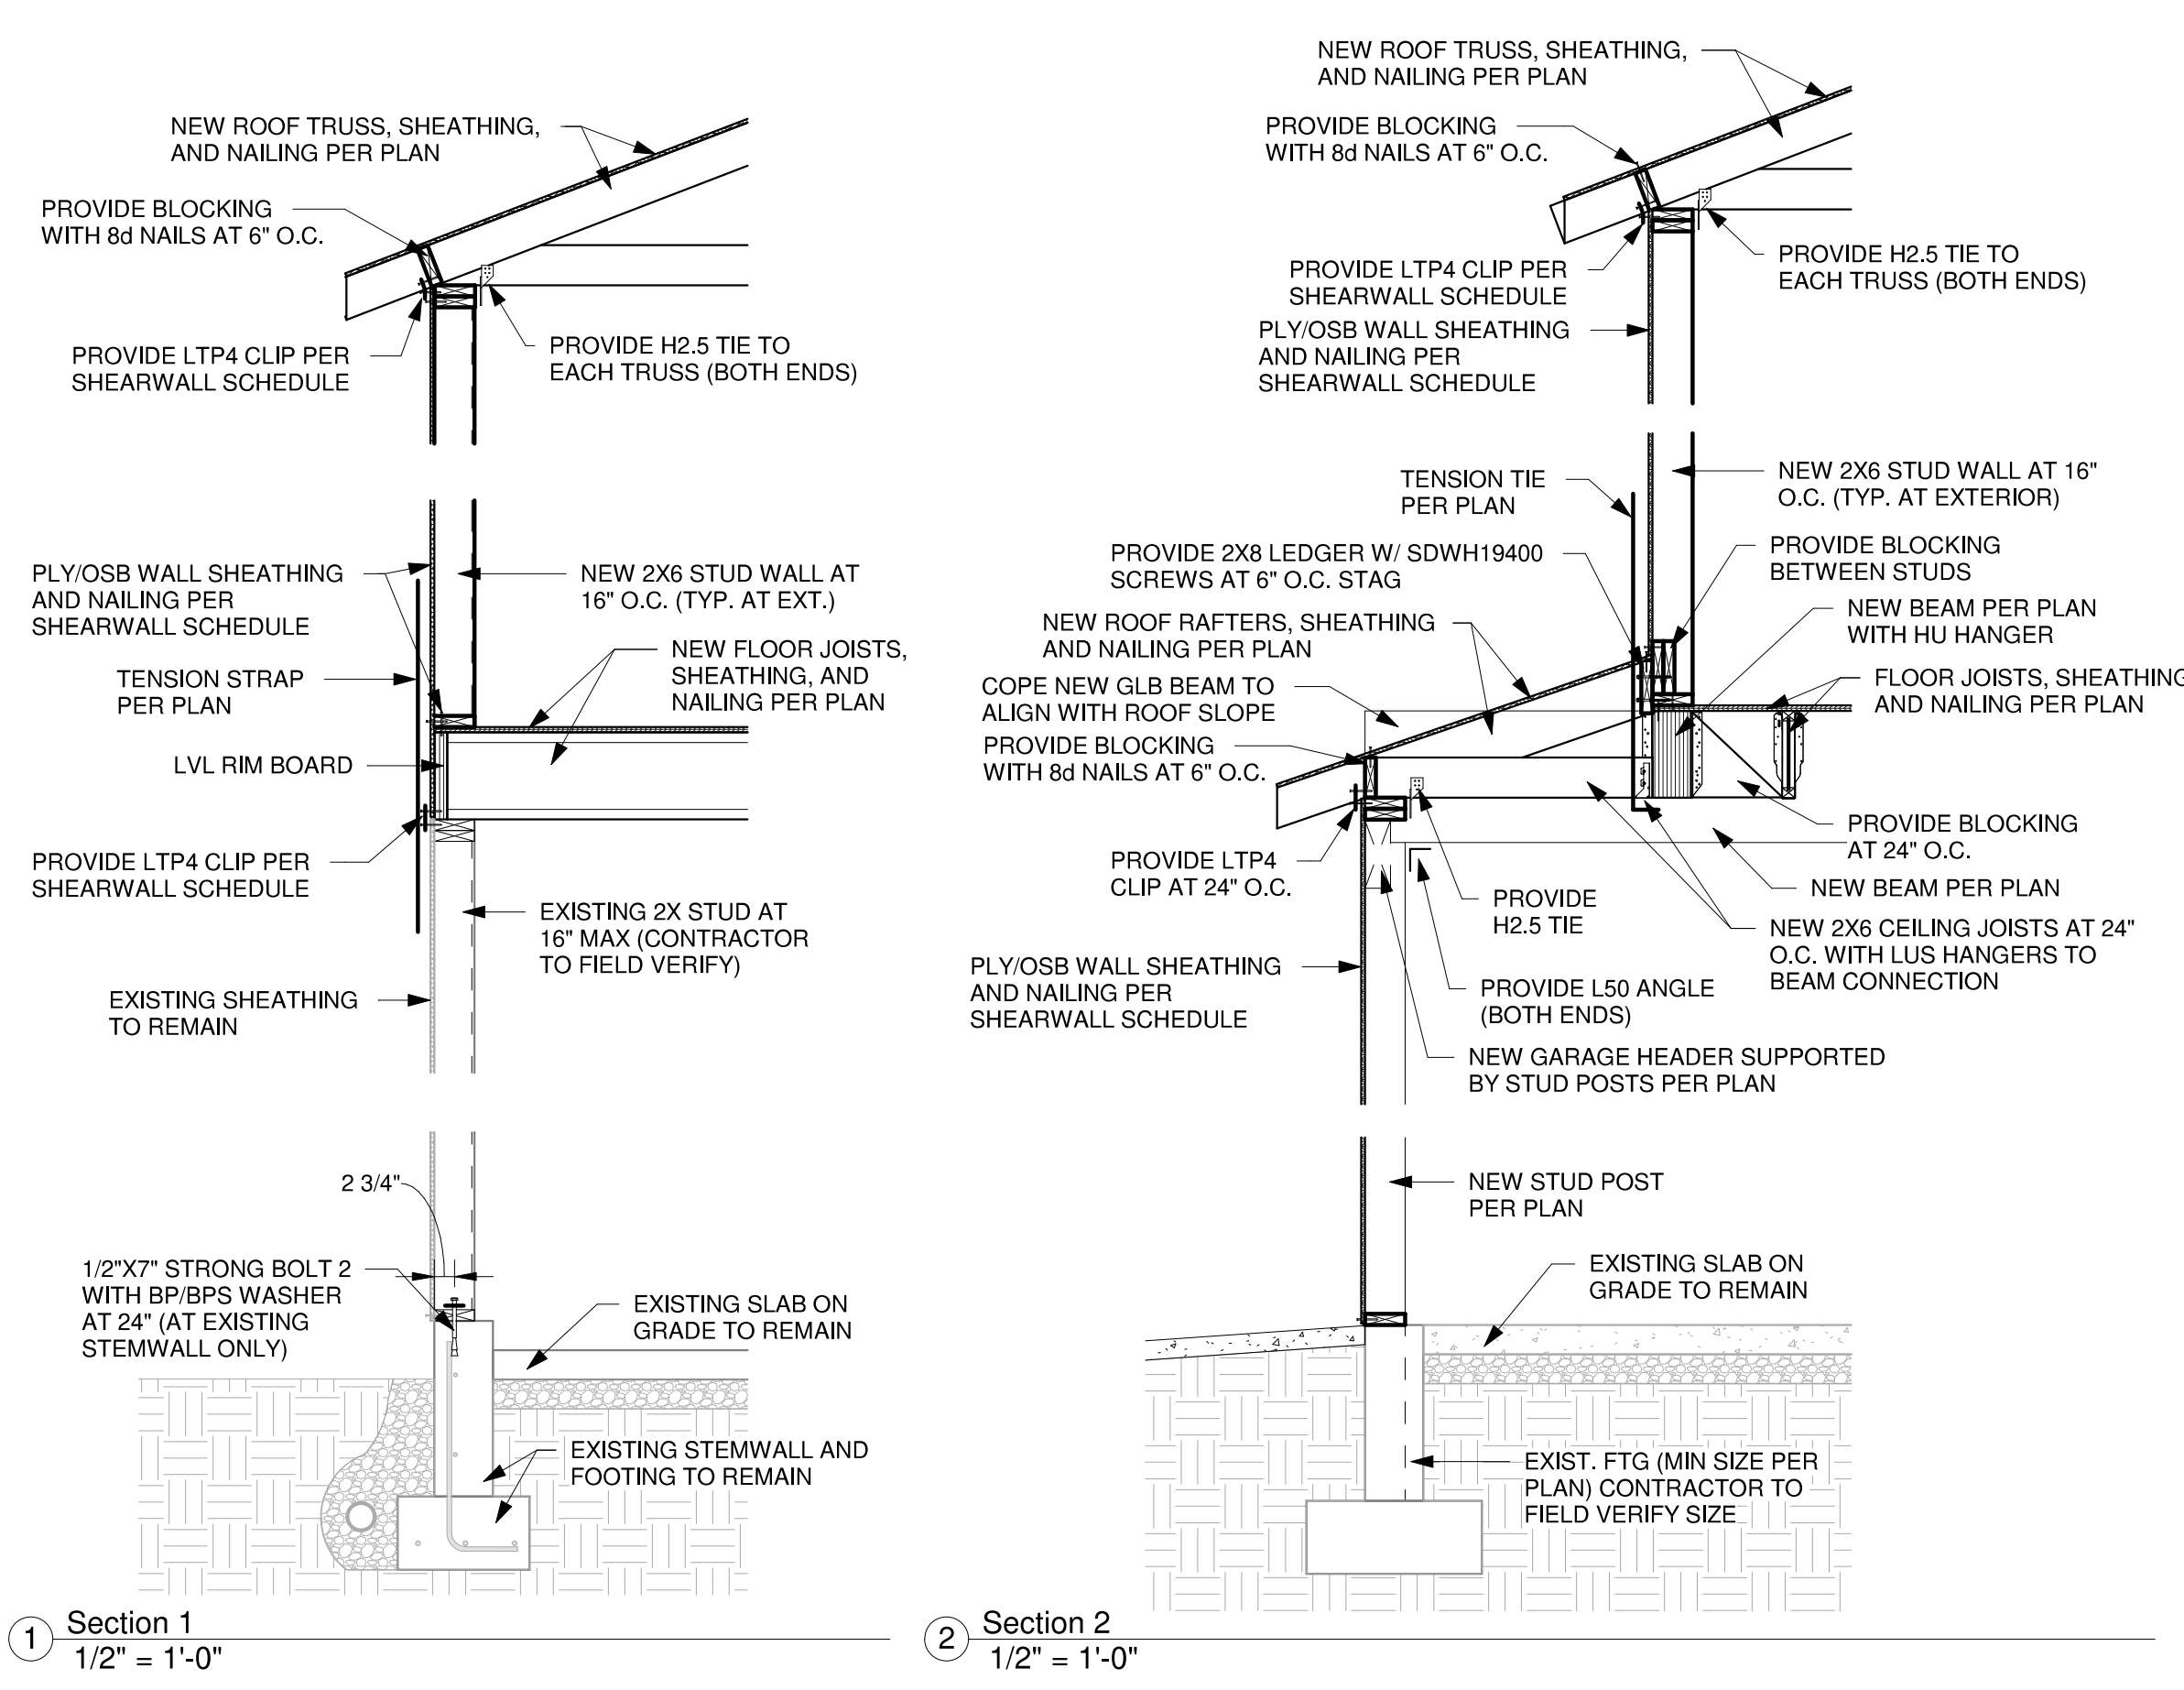 NEW ROOF TRUSS, SHEATHING,
AND NAILING PER PLAN
PROVIDE BLOCKING
WITH 8d NAILS AT 6" O.C.
PROVIDE LTP4 CLIP PER
SHEARWALL SCHEDULE
PROVIDE H2.5 TIE TO
EACH TRUSS (BOTH ENDS)
PLY/OSB WALL SHEATHING
AND NAILING PER
SHEARWALL SCHEDULE
NEW 2X6 STUD WALL AT
16" O.C. (TYP. AT EXT.)
TENSION STRAP
PER PLAN
NEW FLOOR JOISTS,
SHEATHING, AND
NAILING PER PLAN
LVL RIM BOARD
PROVIDE LTP4 CLIP PER
SHEARWALL SCHEDULE
EXISTING 2X STUD AT
16" MAX (CONTRACTOR
TO FIELD VERIFY)
EXISTING SHEATHING
TO REMAIN
2 3/4"
1/2"X7" STRONG BOLT 2
WITH BP/BPS WASHER
AT 24" (AT EXISTING
STEMWALL ONLY)
EXISTING SLAB ON
GRADE TO REMAIN
EXISTING STEMWALL AND
FOOTING TO REMAIN
1
Section 1
1/2" = 1'-0"
NEW ROOF TRUSS, SHEATHING,
AND NAILING PER PLAN
PROVIDE BLOCKING
WITH 8d NAILS AT 6" O.C.
PROVIDE LTP4 CLIP PER
SHEARWALL SCHEDULE
PROVIDE H2.5 TIE TO
EACH TRUSS (BOTH ENDS)
PLY/OSB WALL SHEATHING
AND NAILING PER
SHEARWALL SCHEDULE
TENSION TIE
PER PLAN
NEW 2X6 STUD WALL AT 16"
O.C. (TYP. AT EXTERIOR)
PROVIDE 2X8 LEDGER W/ SDWH19400
SCREWS AT 6" O.C. STAG
PROVIDE BLOCKING
BETWEEN STUDS
NEW ROOF RAFTERS, SHEATHING
AND NAILING PER PLAN
NEW BEAM PER PLAN
WITH HU HANGER
COPE NEW GLB BEAM TO
ALIGN WITH ROOF SLOPE
FLOOR JOISTS, SHEATHING
AND NAILING PER PLAN
PROVIDE BLOCKING
WITH 8d NAILS AT 6" O.C.
PROVIDE LTP4
CLIP AT 24" O.C.
PROVIDE BLOCKING
AT 24" O.C.
NEW BEAM PER PLAN
PROVIDE
H2.5 TIE
NEW 2X6 CEILING JOISTS AT 24"
O.C. WITH LUS HANGERS TO
BEAM CONNECTION
PLY/OSB WALL SHEATHING
AND NAILING PER
SHEARWALL SCHEDULE
PROVIDE L50 ANGLE
(BOTH ENDS)
NEW GARAGE HEADER SUPPORTED
BY STUD POSTS PER PLAN
NEW STUD POST
PER PLAN
EXISTING SLAB ON
GRADE TO REMAIN
EXIST. FTG (MIN SIZE PER
PLAN) CONTRACTOR TO
FIELD VERIFY SIZE
2
Section 2
1/2" = 1'-0"